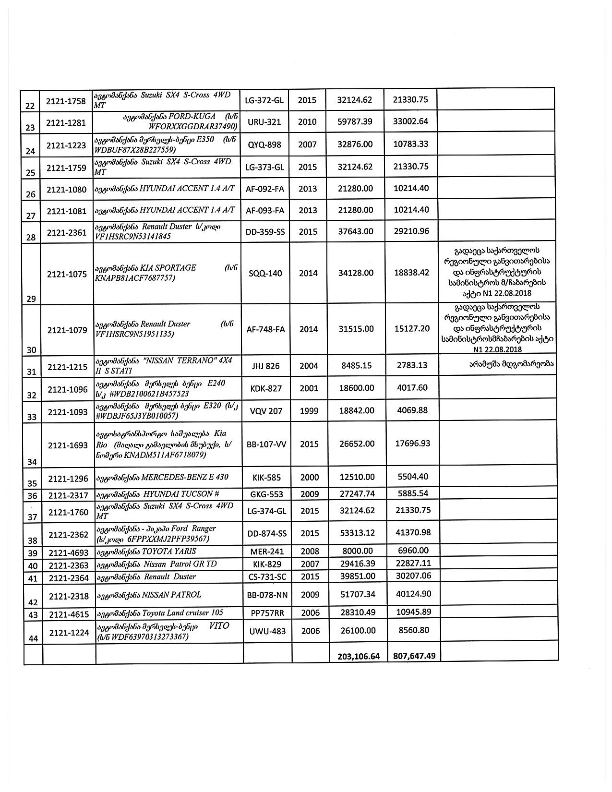 22 2121-1758 ავტომანქანა Suzuki SX4 S-Cross 4WD MT LG-372-GL 2015 32124.62 21330.75
23 2121-1281 ავტომანქანა FORD-KUGA (ს/ნ WFORXXGGDRAR37490) URU-321 2010 59787.39 33002.64
24 2121-1223 ავტომანქანა მერსედეს-ბენცი E350 (ს/ნ WDBUF87X28B227559) QYQ-898 2007 32876.00 10783.33
25 2121-1759 ავტომანქანა Suzuki SX4 S-Cross 4WD MT LG-373-GL 2015 32124.62 21330.75
26 2121-1080 ავტომანქანა HYUNDAI ACCENT 1.4 A/T AF-092-FA 2013 21280.00 10214.40
27 2121-1081 ავტომანქანა HYUNDAI ACCENT 1.4 A/T AF-093-FA 2013 21280.00 10214.40
28 2121-2361 ავტომანქანა Renault Duster ს/კოდი VF1HSRC9N53141845 DD-359-SS 2015 37643.00 29210.96
29 2121-1075 ავტომანქანა KIA SPORTAGE (ს/ნ KNAPB81ACF7687757) SQQ-140 2014 34128.00 18838.42 გადაეცა საქართველოს რეგიონული განვითარებისა და ინფრასტრუქტურის სამინისტროს მ/ჩაბარების აქტი N1 22.08.2018
30 2121-1079 ავტომანქანა Renault Duster (ს/ნ VF1HSRC9N51951135) AF-748-FA 2014 31515.00 15127.20 გადაეცა საქართველოს რეგიონული განვითარებისა და ინფრასტრუქტურის სამინისტროსმ/ჩაბარების აქტი N1 22.08.2018
31 2121-1215 ავტომანქანა "NISSAN TERRANO" 4X4 II S STATI JHJ 826 2004 8485.15 2783.13 არამუშა მდგომარეობა
32 2121-1096 ავტომანქანა მერსედეს ბენცი E240 ს/კ #WDB2100621B457523 KDK-827 2001 18600.00 4017.60
33 2121-1093 ავტომანქანა მერსედეს ბენცი E320 (ს/კ #WDBJF65J3YB010057) VQV 207 1999 18842.00 4069.88
34 2121-1693 ავტოსატრანსპორტო საშუალება Kia Rio (მაღალი გამავლობის მსუბუქი, ს/ნომერი KNADM511AF6718079) BB-107-VV 2015 26652.00 17696.93
35 2121-1296 ავტომანქანა MERCEDES-BENZ E 430 KIK-585 2000 12510.00 5504.40
36 2121-2317 ავტომანქანა HYUNDAI TUCSON # GKG-553 2009 27247.74 5885.54
37 2121-1760 ავტომანქანა Suzuki SX4 S-Cross 4WD MT LG-374-GL 2015 32124.62 21330.75
38 2121-2362 ავტომანქანა - პიკაპი Ford Ranger (ს/კოდი 6FPPXXMJ2PFP39567) DD-874-SS 2015 53313.12 41370.98
39 2121-4693 ავტომანქანა TOYOTA YARIS MER-241 2008 8000.00 6960.00
40 2121-2363 ავტომანქანა Nissan Patrol GR TD KIK-829 2007 29416.39 22827.11
41 2121-2364 ავტომანქანა Renault Duster CS-731-SC 2015 39851.00 30207.06
42 2121-2318 ავტომანქანა NISSAN PATROL BB-078-NN 2009 51707.34 40124.90
43 2121-4615 ავტომანქანა Toyota Land cruiser 105 PP757RR 2006 28310.49 10945.89
44 2121-1224 ავტომანქანა მერსედეს-ბენცი VITO (ს/ნ WDF63970313273367) UWU-483 2006 26100.00 8560.80
203,106.64 807,647.49